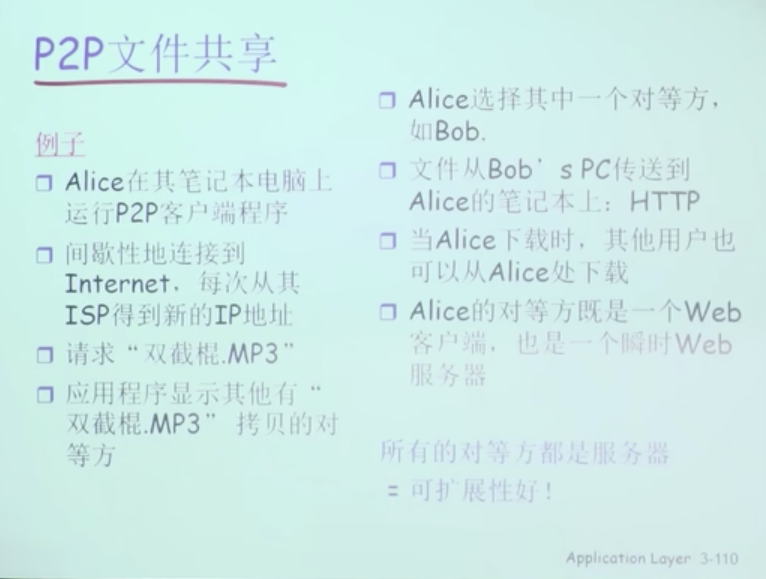 P2P文件共享
例子
Alice在其笔记本电脑上
运行P2P客户端程序
间歇性地连接到
Internet，每次从其
ISP得到新的IP地址
请求“双截棍.MP3”
应用程序显示其他有“
双截棍.MP3” 拷贝的对
等方
Alice选择其中一个对等方，
如Bob.
文件从Bob’s PC传送到
Alice的笔记本上：HTTP
当Alice下载时，其他用户也
可以从Alice处下载
Alice的对等方既是一个Web
客户端，也是一个瞬时Web
服务器
所有的对等方都是服务器
= 可扩展性好！
Application Layer 3-110